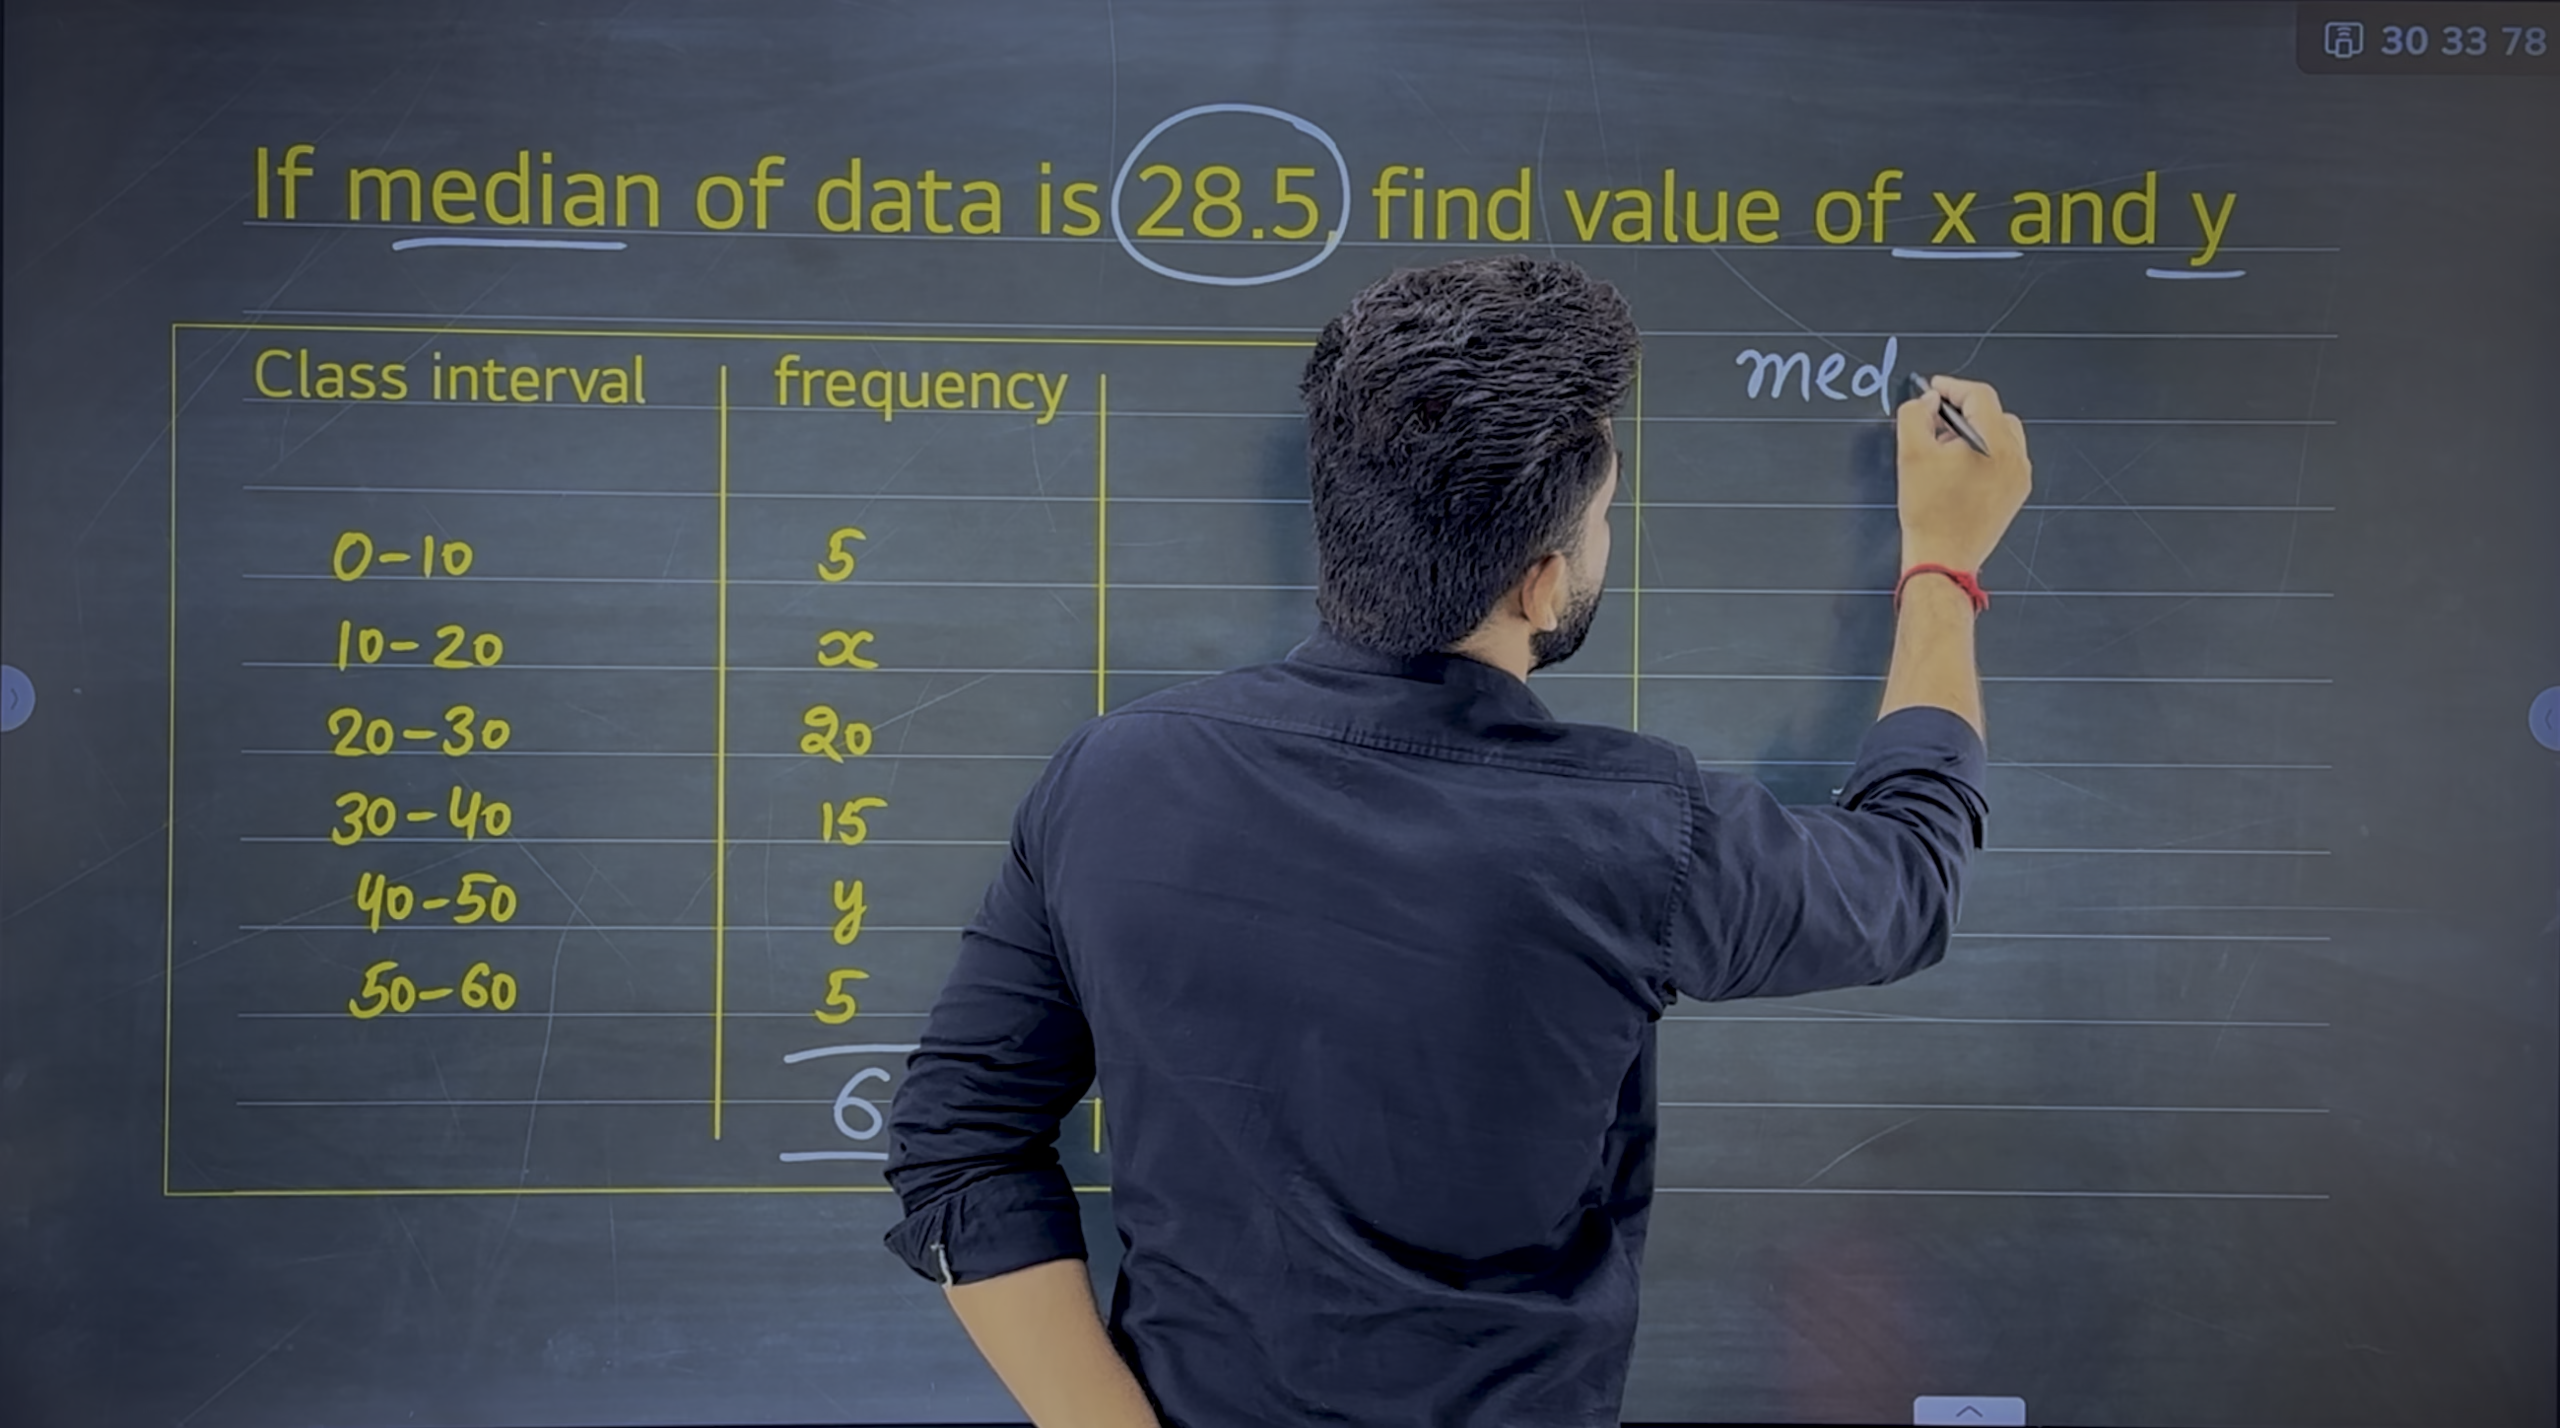 30 33 78
If median of data is 28.5, find value of x and y
Class interval frequency
med
0-10 5
10-20 x
20-30 20
30-40 15
40-50 y
50-60 5
6